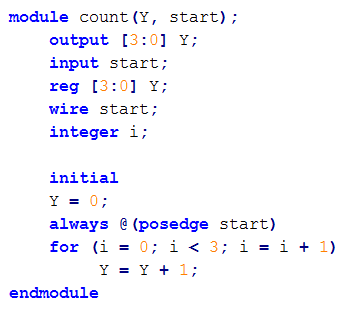 module count(Y, start);
output [3:0] Y;
input start;
reg [3:0] Y;
wire start;
integer i;
initial
Y = 0;
always @(posedge start)
for (i = 0; i < 3; i = i + 1)
Y = Y + 1;
endmodule